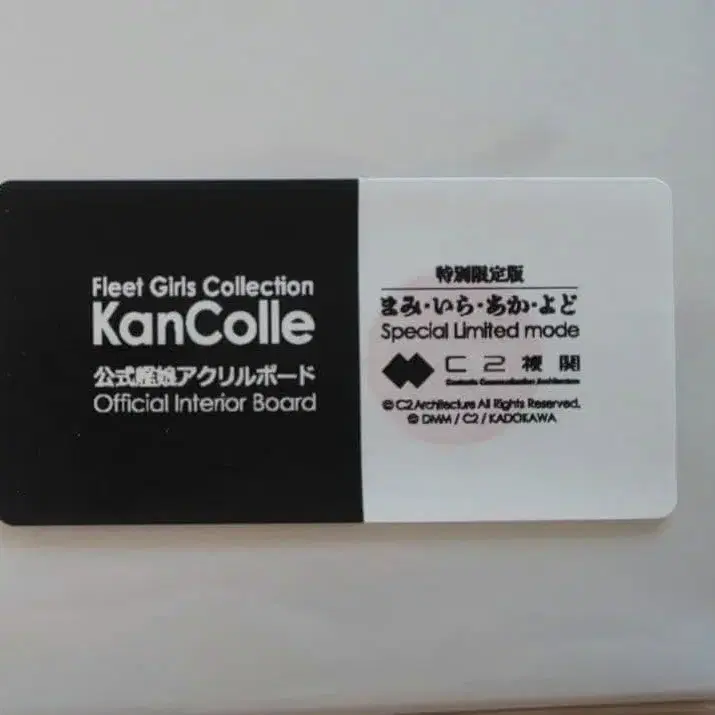 Fleet Girls Collection
KanColle
公式艦娘アクリルボード
Official Interior Board
特別限定版
まみ・いら・あか・よど
Special Limited mode
C2機関
© C2 Architecture All Rights Reserved.
© DMM / C2 / KADOKAWA